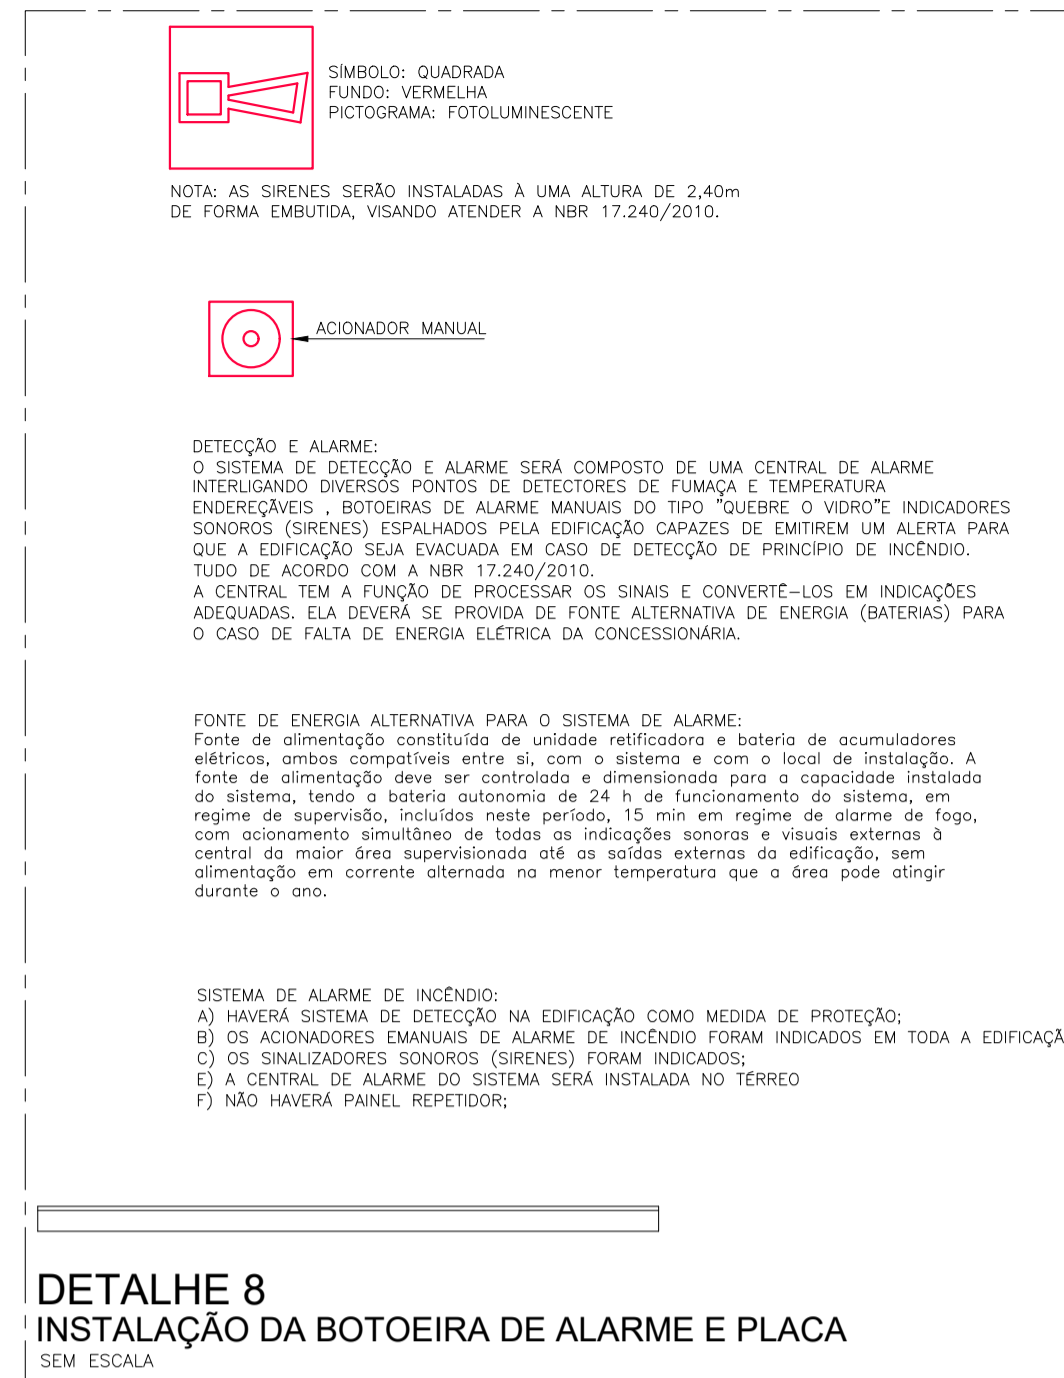 SÍMBOLO: QUADRADA
FUNDO: VERMELHA
PICTOGRAMA: FOTOLUMINESCENTE
NOTA: AS SIRENES SERÃO INSTALADAS À UMA ALTURA DE 2,40m
DE FORMA EMBUTIDA, VISANDO ATENDER A NBR 17.240/2010.
ACIONADOR MANUAL
DETECÇÃO E ALARME:
O SISTEMA DE DETECÇÃO E ALARME SERÁ COMPOSTO DE UMA CENTRAL DE ALARME
INTERLIGANDO DIVERSOS PONTOS DE DETECTORES DE FUMAÇA E TEMPERATURA
ENDEREÇÃVEIS , BOTOEIRAS DE ALARME MANUAIS DO TIPO "QUEBRE O VIDRO"E INDICADORES
SONOROS (SIRENES) ESPALHADOS PELA EDIFICAÇÃO CAPAZES DE EMITIREM UM ALERTA PARA
QUE A EDIFICAÇÃO SEJA EVACUADA EM CASO DE DETECÇÃO DE PRINCÍPIO DE INCÊNDIO.
TUDO DE ACORDO COM A NBR 17.240/2010.
A CENTRAL TEM A FUNÇÃO DE PROCESSAR OS SINAIS E CONVERTÊ-LOS EM INDICAÇÕES
ADEQUADAS. ELA DEVERÁ SE PROVIDA DE FONTE ALTERNATIVA DE ENERGIA (BATERIAS) PARA
O CASO DE FALTA DE ENERGIA ELÉTRICA DA CONCESSIONÁRIA.
FONTE DE ENERGIA ALTERNATIVA PARA O SISTEMA DE ALARME:
Fonte de alimentação constituída de unidade retificadora e bateria de acumuladores
elétricos, ambos compatíveis entre si, com o sistema e com o local de instalação. A
fonte de alimentação deve ser controlada e dimensionada para a capacidade instalada
do sistema, tendo a bateria autonomia de 24 h de funcionamento do sistema, em
regime de supervisão, incluídos neste período, 15 min em regime de alarme de fogo,
com acionamento simultâneo de todas as indicações sonoras e visuais externas à
central da maior área supervisionada até as saídas externas da edificação, sem
alimentação em corrente alternada na menor temperatura que a área pode atingir
durante o ano.
SISTEMA DE ALARME DE INCÊNDIO:
A) HAVERÁ SISTEMA DE DETECÇÃO NA EDIFICAÇÃO COMO MEDIDA DE PROTEÇÃO;
B) OS ACIONADORES EMANUAIS DE ALARME DE INCÊNDIO FORAM INDICADOS EM TODA A EDIFICAÇÃ
C) OS SINALIZADORES SONOROS (SIRENES) FORAM INDICADOS;
E) A CENTRAL DE ALARME DO SISTEMA SERÁ INSTALADA NO TÉRREO
F) NÃO HAVERÁ PAINEL REPETIDOR;
DETALHE 8
INSTALAÇÃO DA BOTOEIRA DE ALARME E PLACA
SEM ESCALA